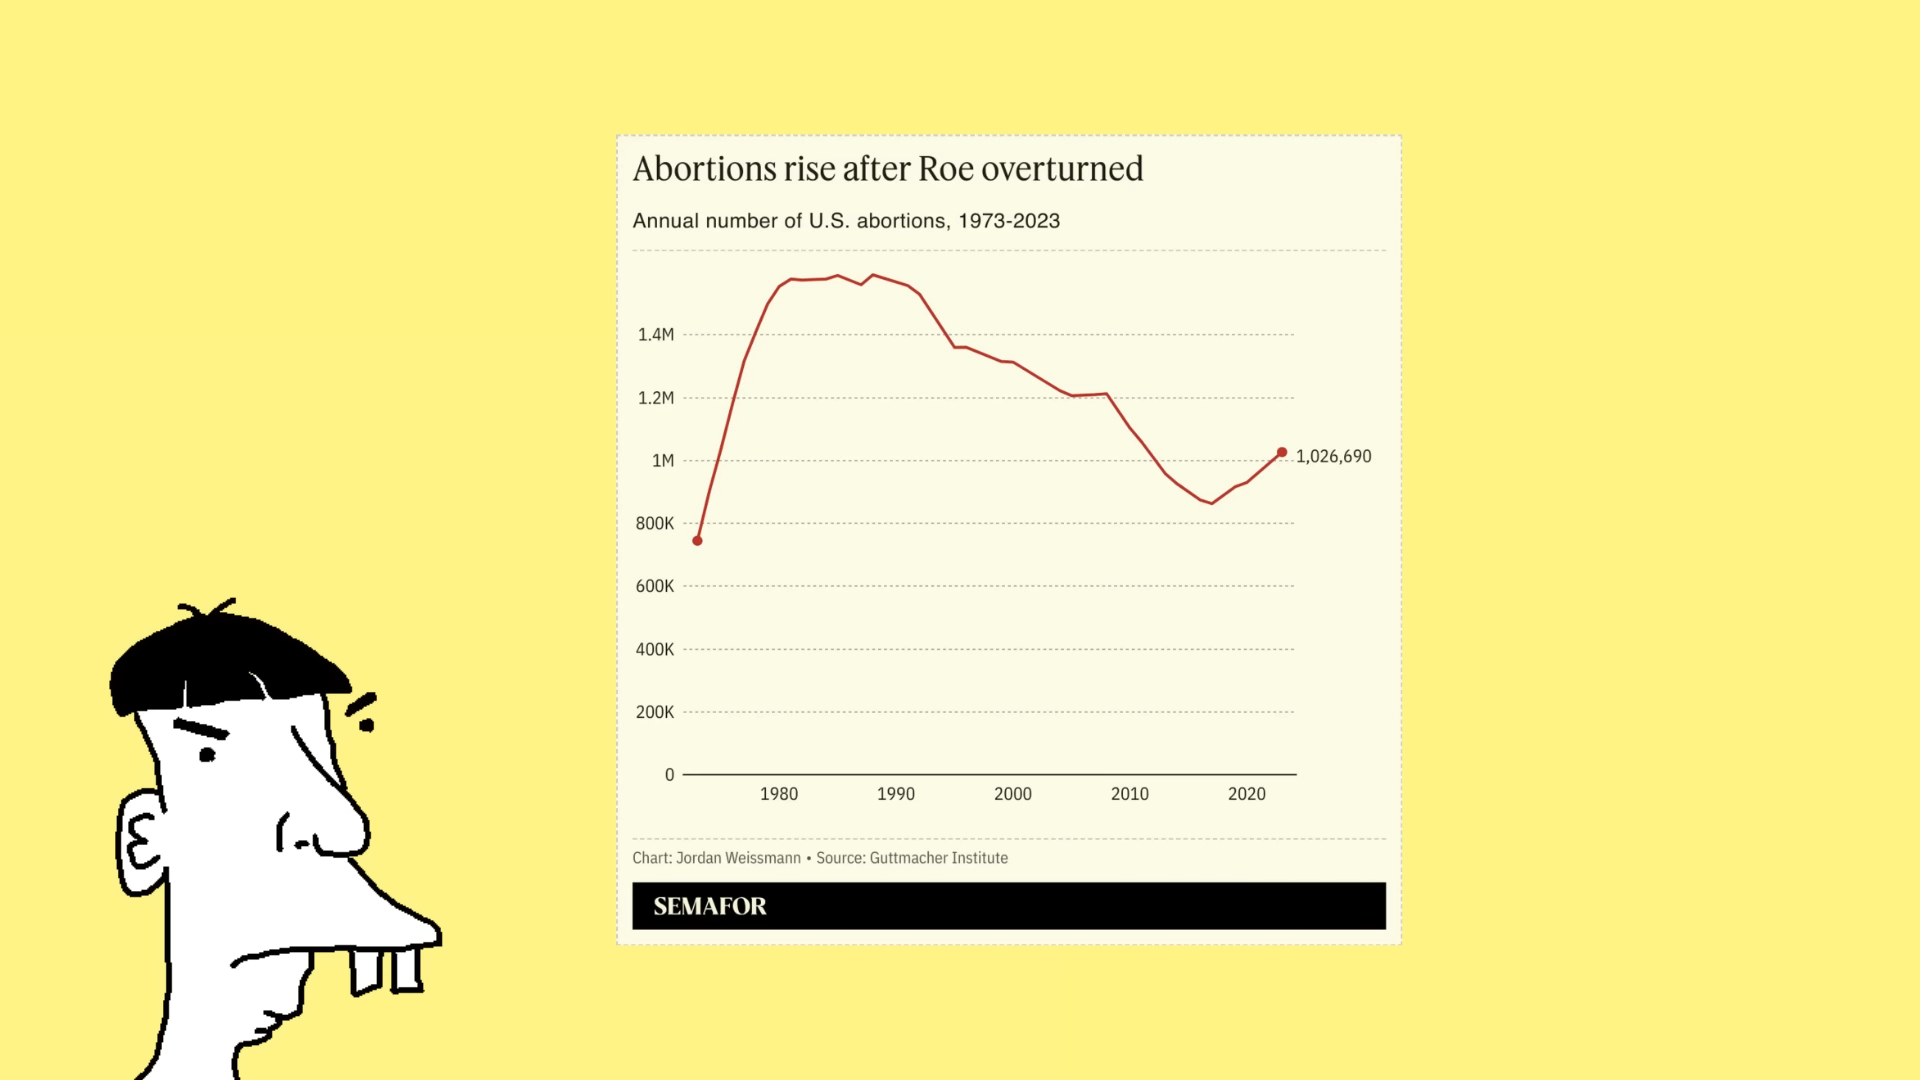 Abortions rise after Roe overturned
Annual number of U.S. abortions, 1973-2023
1.4M
1.2M
1M
1,026,690
800K
600K
400K
200K
0
1980 1990 2000 2010 2020
Chart: Jordan Weissmann • Source: Guttmacher Institute
SEMAFOR